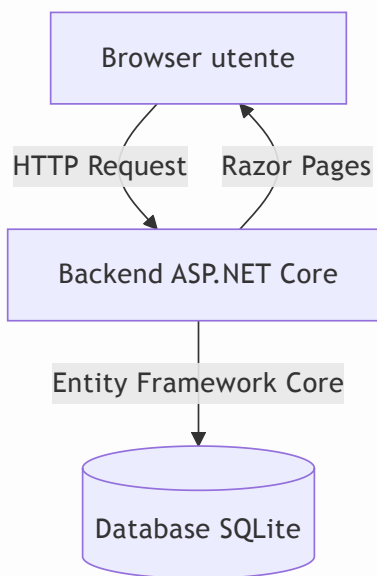 Browser utente
HTTP Request
Razor Pages
Backend ASP.NET Core
Entity Framework Core
Database SQLite